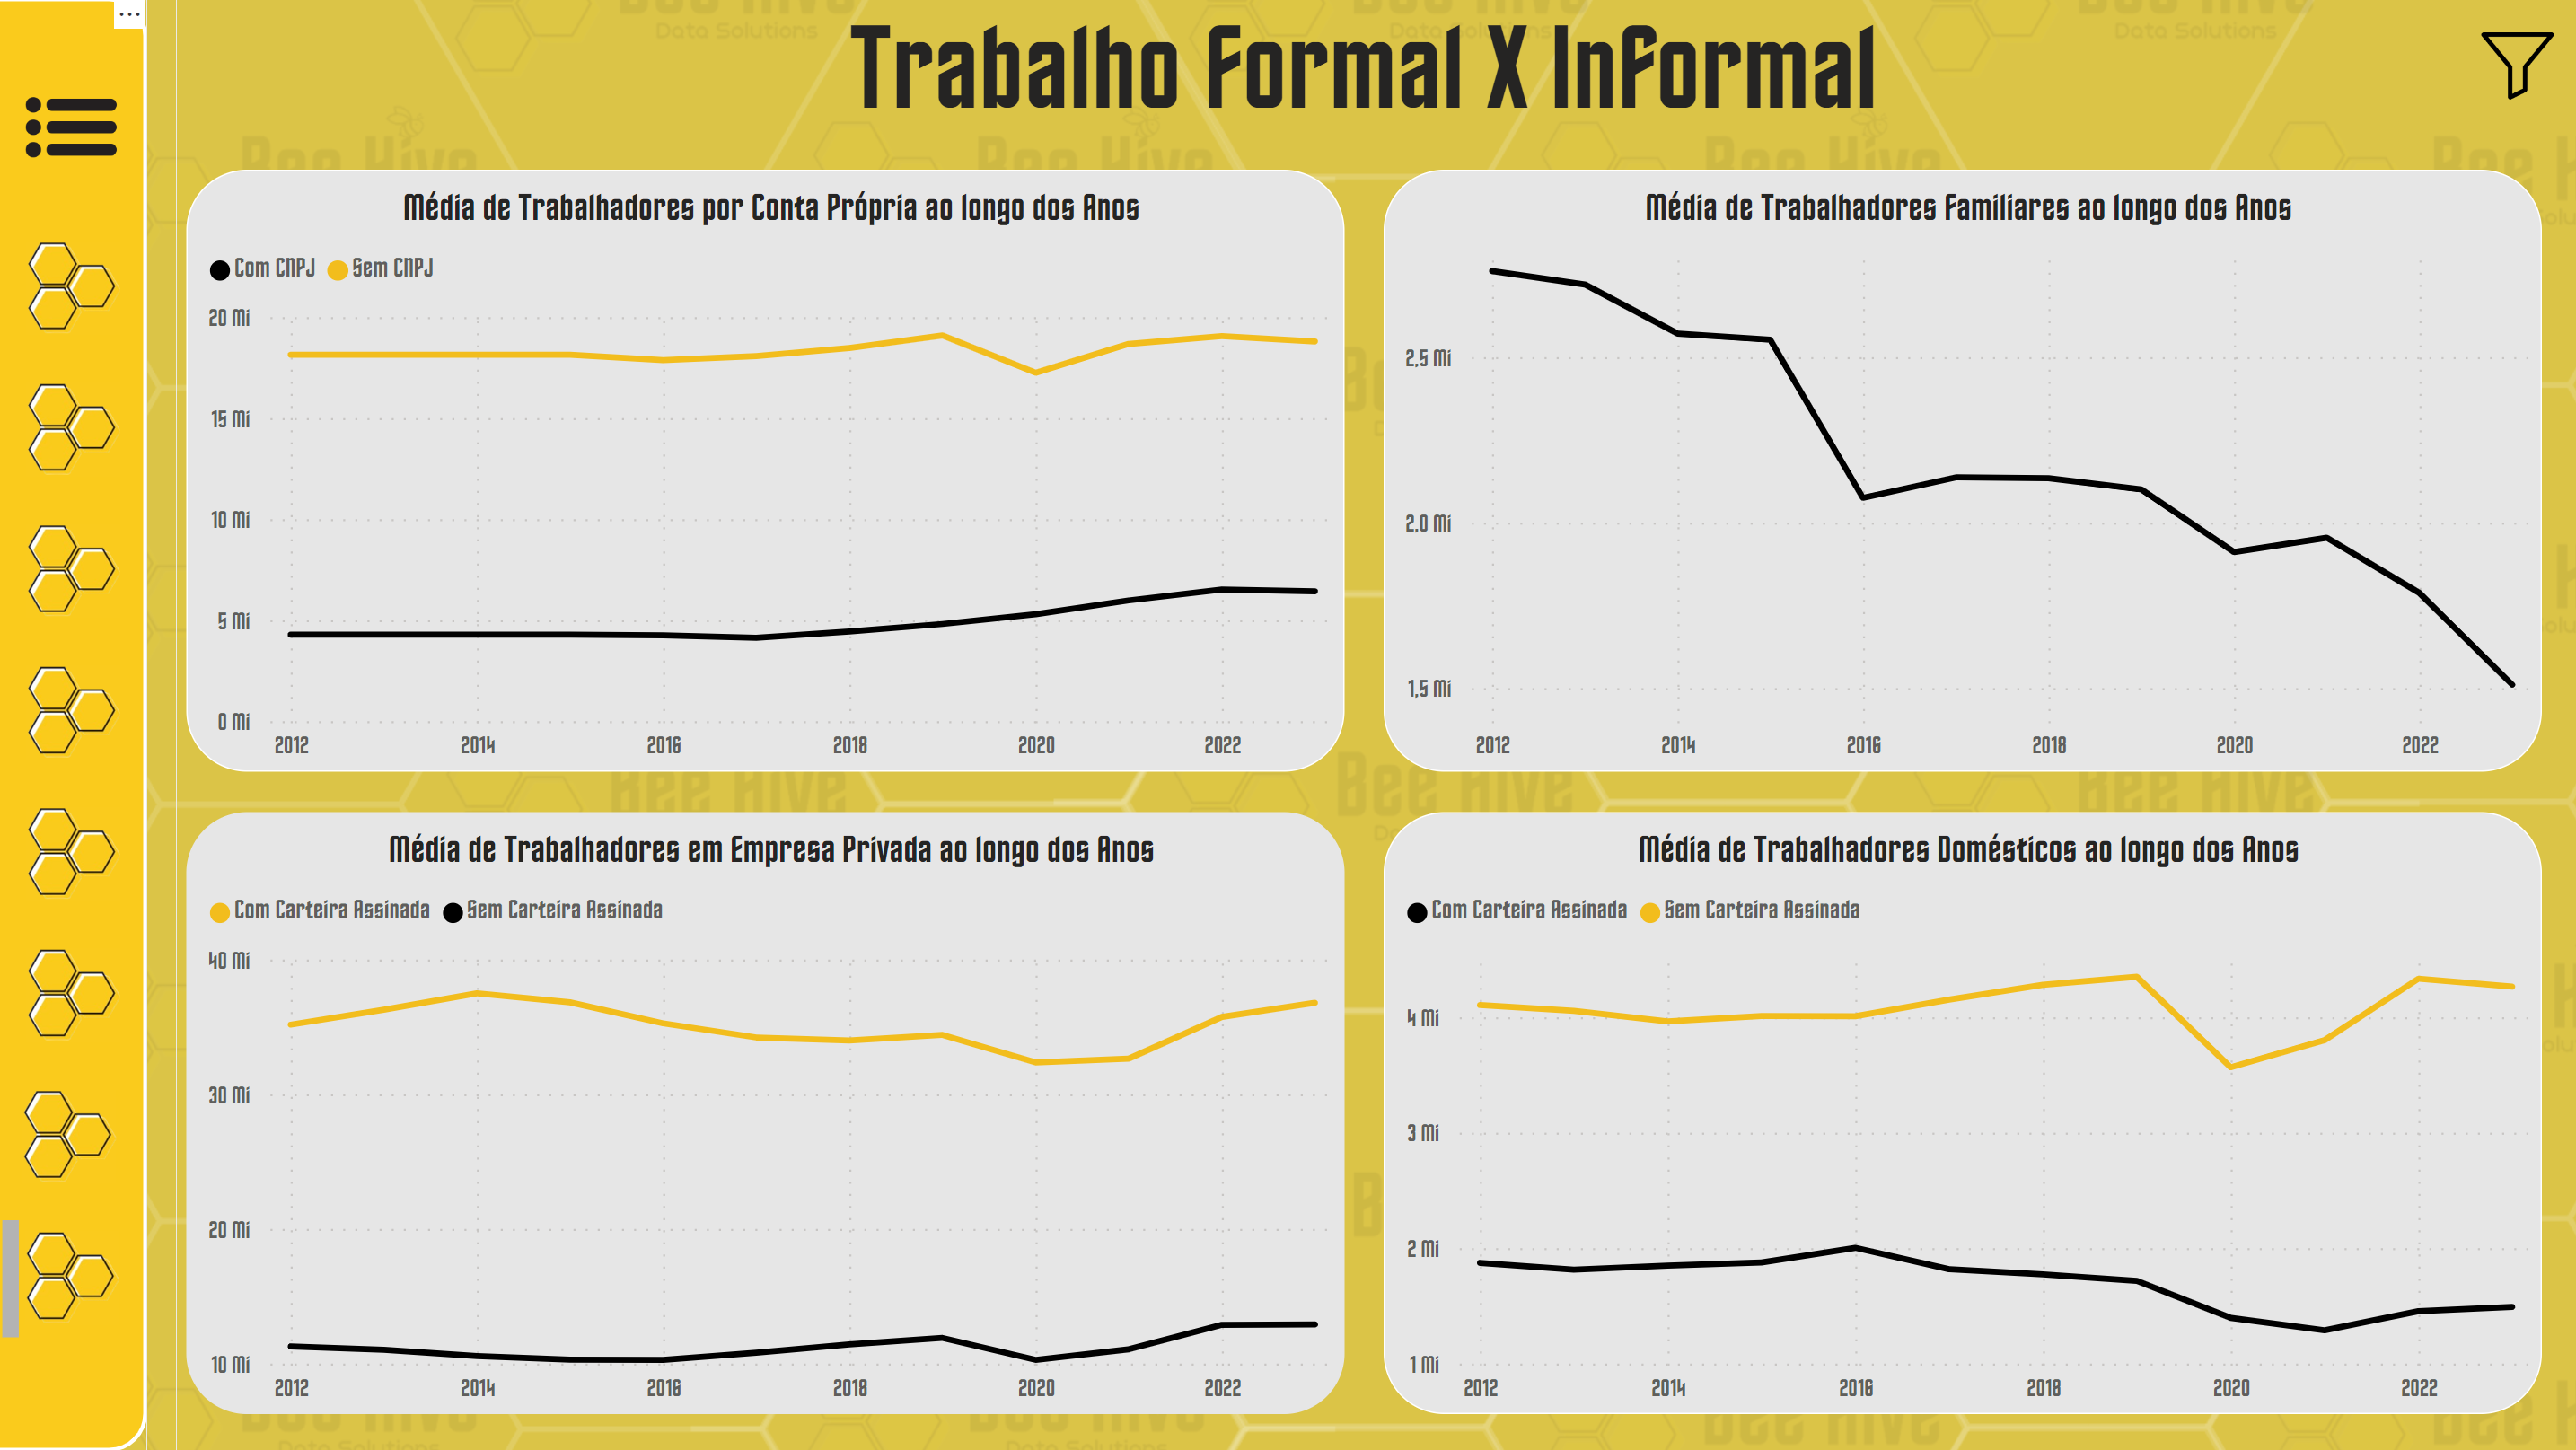 ...
Trabalho Formal X Informal
Média de Trabalhadores por Conta Própria ao longo dos Anos
Com CNPJ Sem CNPJ
20 Mi
15 Mi
10 Mi
5 Mi
0 Mi
2012 2014 2016 2018 2020 2022
Média de Trabalhadores Familiares ao longo dos Anos
2,5 Mi
2,0 Mi
1,5 Mi
2012 2014 2016 2018 2020 2022
Média de Trabalhadores em Empresa Privada ao longo dos Anos
Com Carteira Assinada Sem Carteira Assinada
40 Mi
30 Mi
20 Mi
10 Mi
2012 2014 2016 2018 2020 2022
Média de Trabalhadores Domésticos ao longo dos Anos
Com Carteira Assinada Sem Carteira Assinada
4 Mi
3 Mi
2 Mi
1 Mi
2012 2014 2016 2018 2020 2022
Bee Hive
Data Solutions